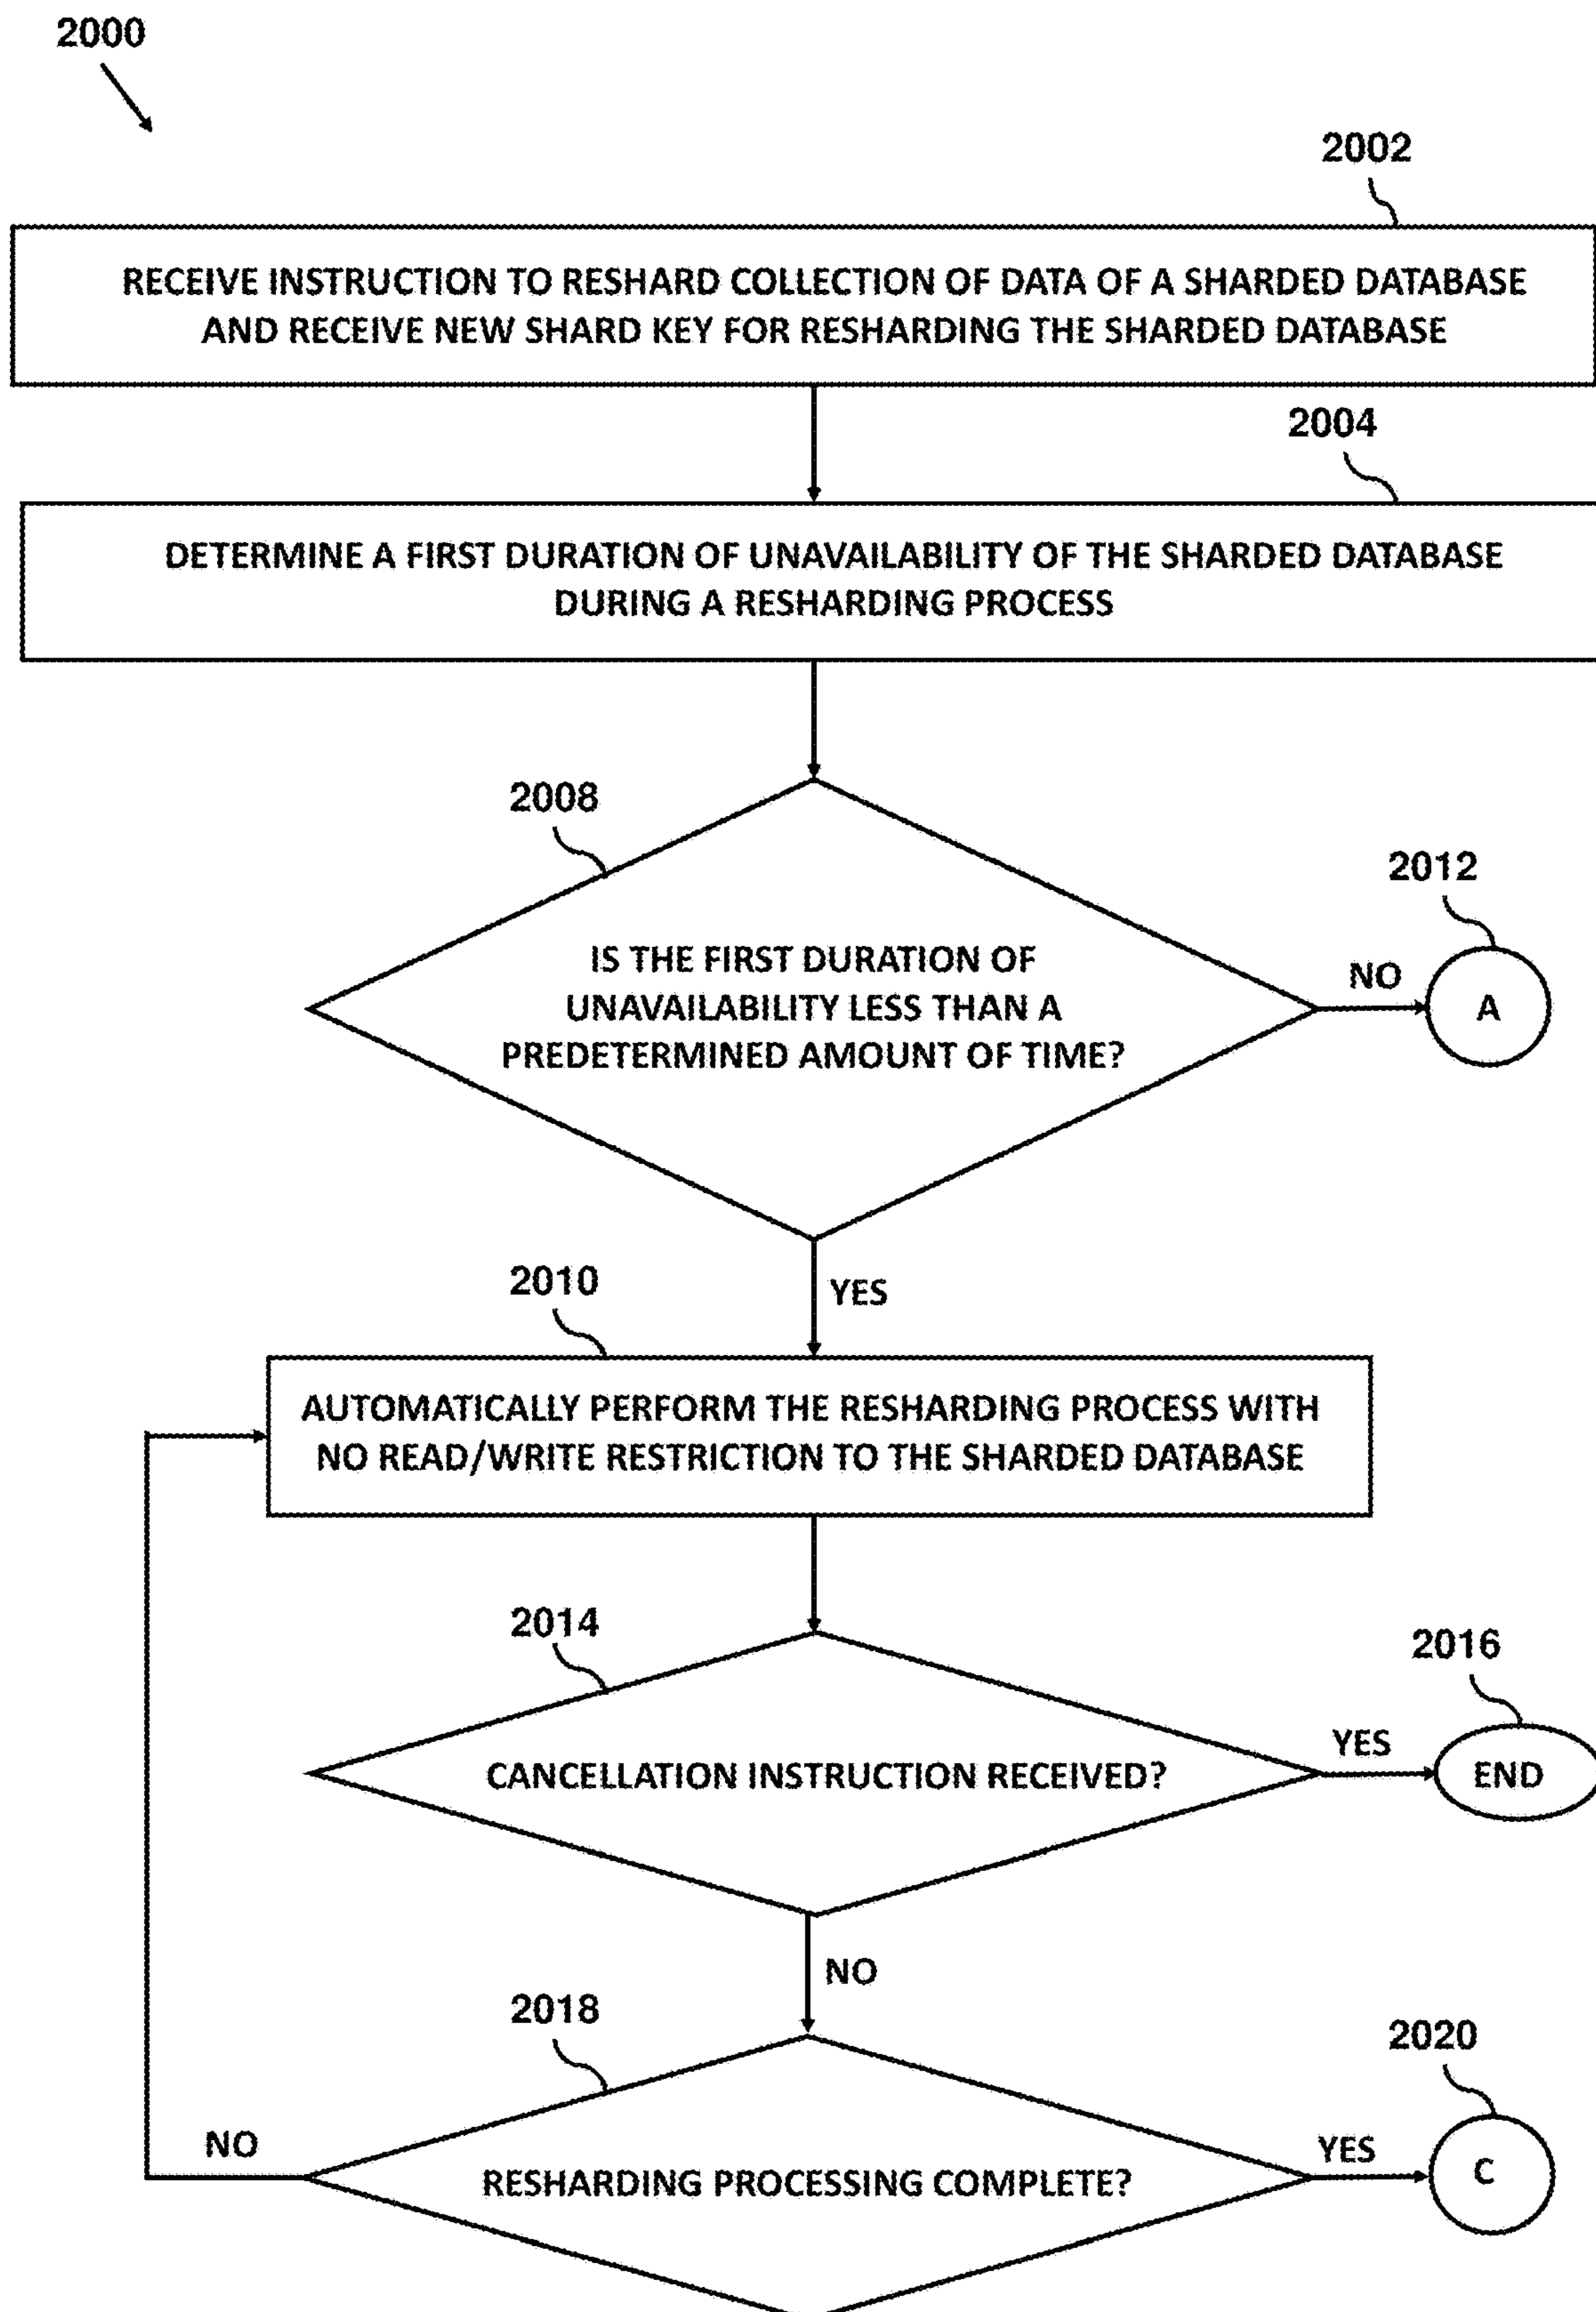 2000
2002
RECEIVE INSTRUCTION TO RESHARD COLLECTION OF DATA OF A SHARDED DATABASE
AND RECEIVE NEW SHARD KEY FOR RESHARDING THE SHARDED DATABASE
2004
DETERMINE A FIRST DURATION OF UNAVAILABILITY OF THE SHARDED DATABASE
DURING A RESHARDING PROCESS
2008
IS THE FIRST DURATION OF
UNAVAILABILITY LESS THAN A
PREDETERMINED AMOUNT OF TIME?
NO
2012
A
YES
2010
AUTOMATICALLY PERFORM THE RESHARDING PROCESS WITH
NO READ/WRITE RESTRICTION TO THE SHARDED DATABASE
2014
CANCELLATION INSTRUCTION RECEIVED?
YES
2016
END
NO
2018
RESHARDING PROCESSING COMPLETE?
NO
YES
2020
C